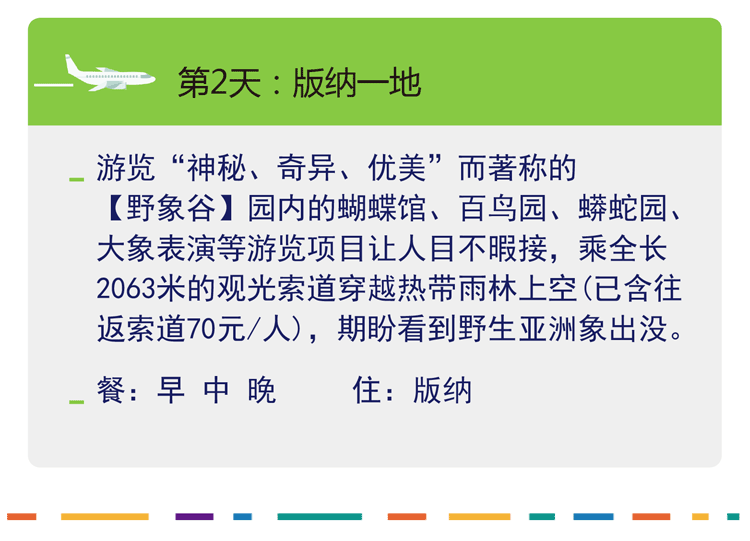 第2天：版纳一地
游览“神秘、奇异、优美”而著称的
【野象谷】园内的蝴蝶馆、百鸟园、蟒蛇园、
大象表演等游览项目让人目不暇接，乘全长
2063米的观光索道穿越热带雨林上空(已含往
返索道70元/人)，期盼看到野生亚洲象出没。
餐：早 中 晚 住：版纳